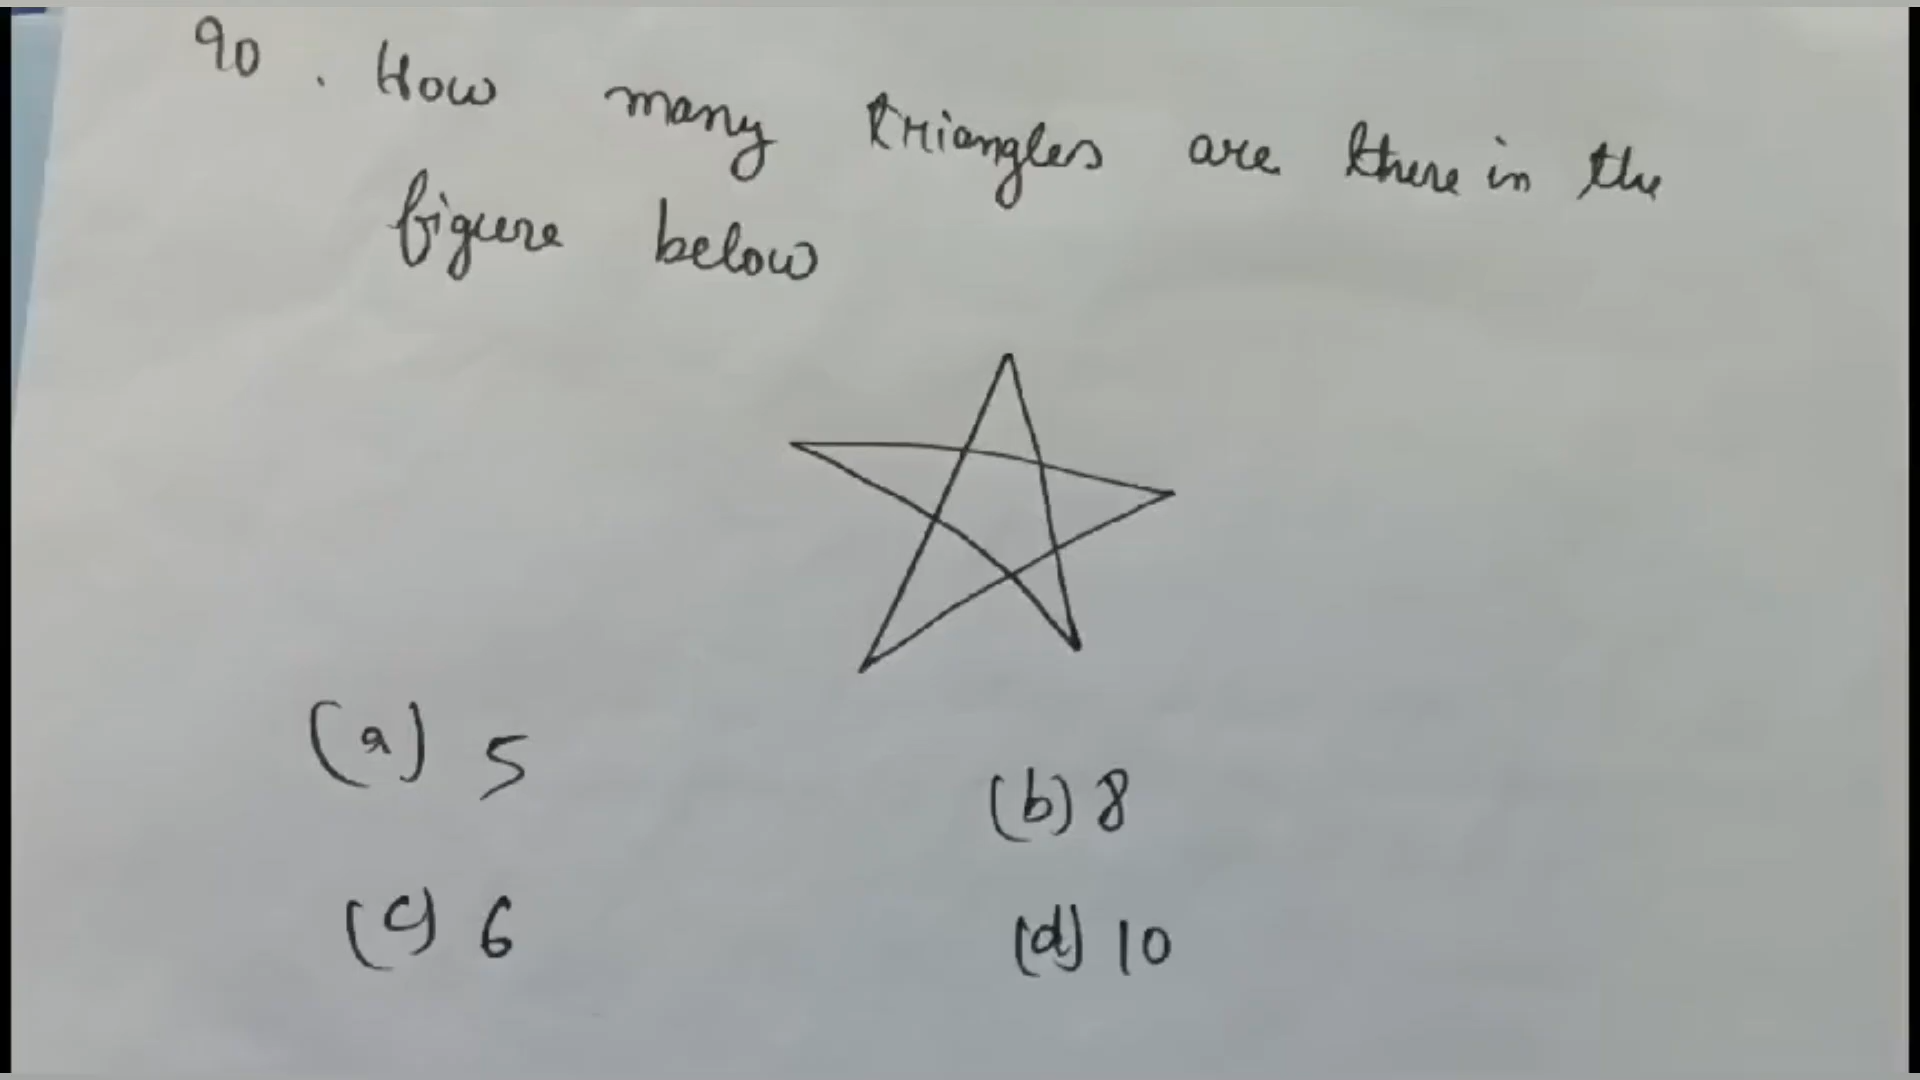 90. How many triangles are there in the
figure below
(a) 5
(b) 8
(c) 6
(d) 10